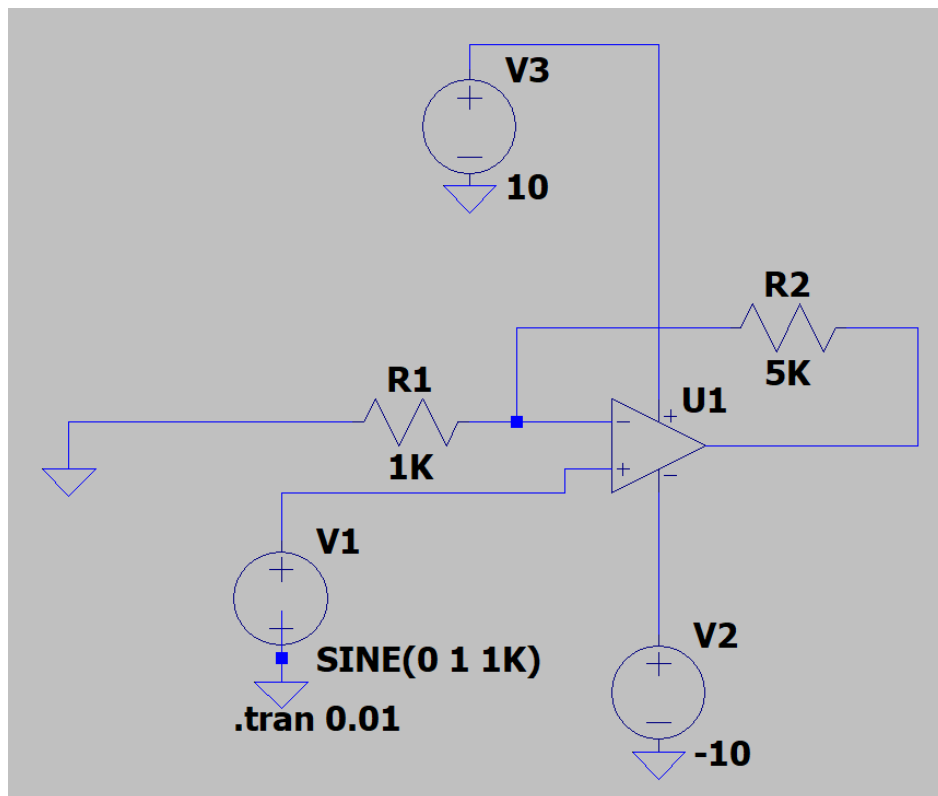 V3
10
R2
5K
R1
1K
U1
V1
SINE(0 1 1K)
.tran 0.01
V2
-10